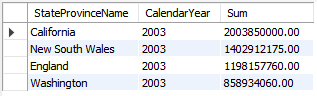 StateProvinceName CalendarYear Sum
California 2003 2003850000.00
New South Wales 2003 1402912175.00
England 2003 1198157760.00
Washington 2003 858934060.00